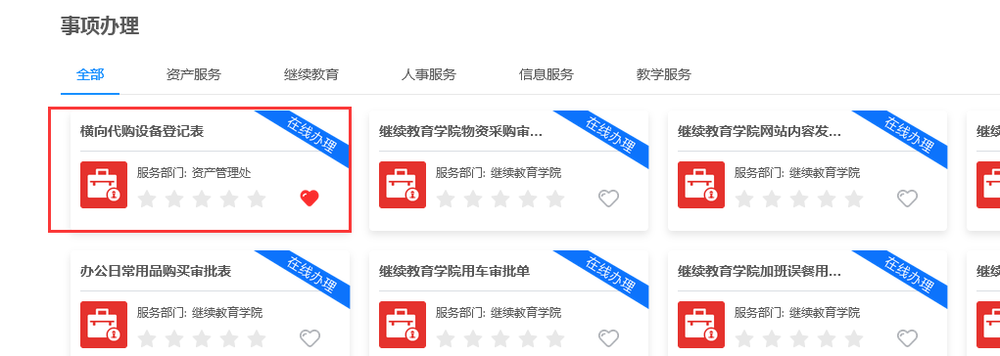 事项办理
全部 资产服务 继续教育 人事服务 信息服务 教学服务
横向代购设备登记表 在线办理
服务部门: 资产管理处
继续教育学院物资采购审... 在线办理
服务部门: 继续教育学院
继续教育学院网站内容发... 在线办理
服务部门: 继续教育学院
继续
办公日常用品购买审批表 在线办理
服务部门: 继续教育学院
继续教育学院用车审批单 在线办理
服务部门: 继续教育学院
继续教育学院加班误餐用... 在线办理
服务部门: 继续教育学院
继续